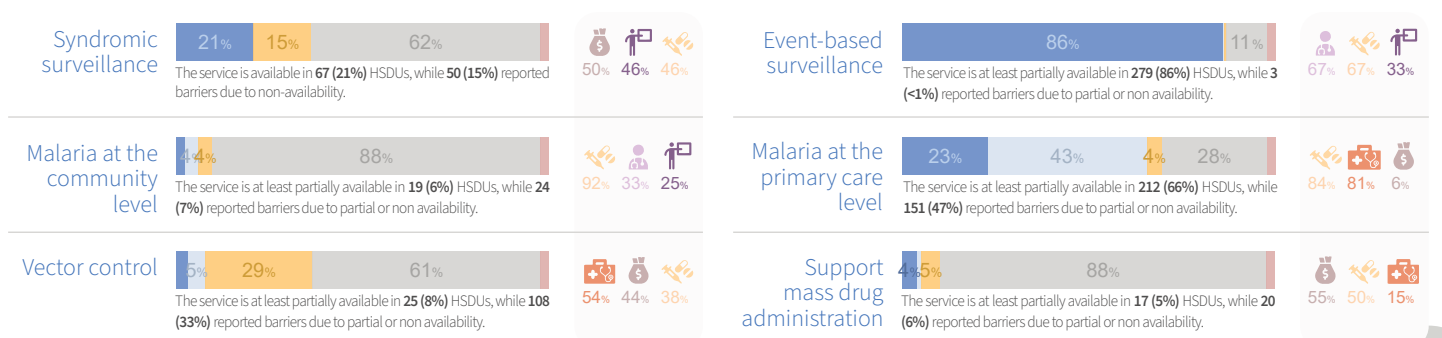 Syndromic
surveillance
21% 15% 62%
The service is available in 67 (21%) HSDUs, while 50 (15%) reported
barriers due to non-availability.
50% 46% 46%
Event-based
surveillance
86% 11%
The service is at least partially available in 279 (86%) HSDUs, while 3
(<1%) reported barriers due to partial or non availability.
67% 67% 33%
Malaria at the
community
level
4% 4% 88%
The service is at least partially available in 19 (6%) HSDUs, while 24
(7%) reported barriers due to partial or non availability.
92% 33% 25%
Malaria at the
primary care
level
23% 43% 4% 28%
The service is at least partially available in 212 (66%) HSDUs, while
151 (47%) reported barriers due to partial or non availability.
84% 81% 6%
Vector control
5% 29% 61%
The service is at least partially available in 25 (8%) HSDUs, while 108
(33%) reported barriers due to partial or non availability.
54% 44% 38%
Support
mass drug
administration
4% 5% 88%
The service is at least partially available in 17 (5%) HSDUs, while 20
(6%) reported barriers due to partial or non availability.
55% 50% 15%